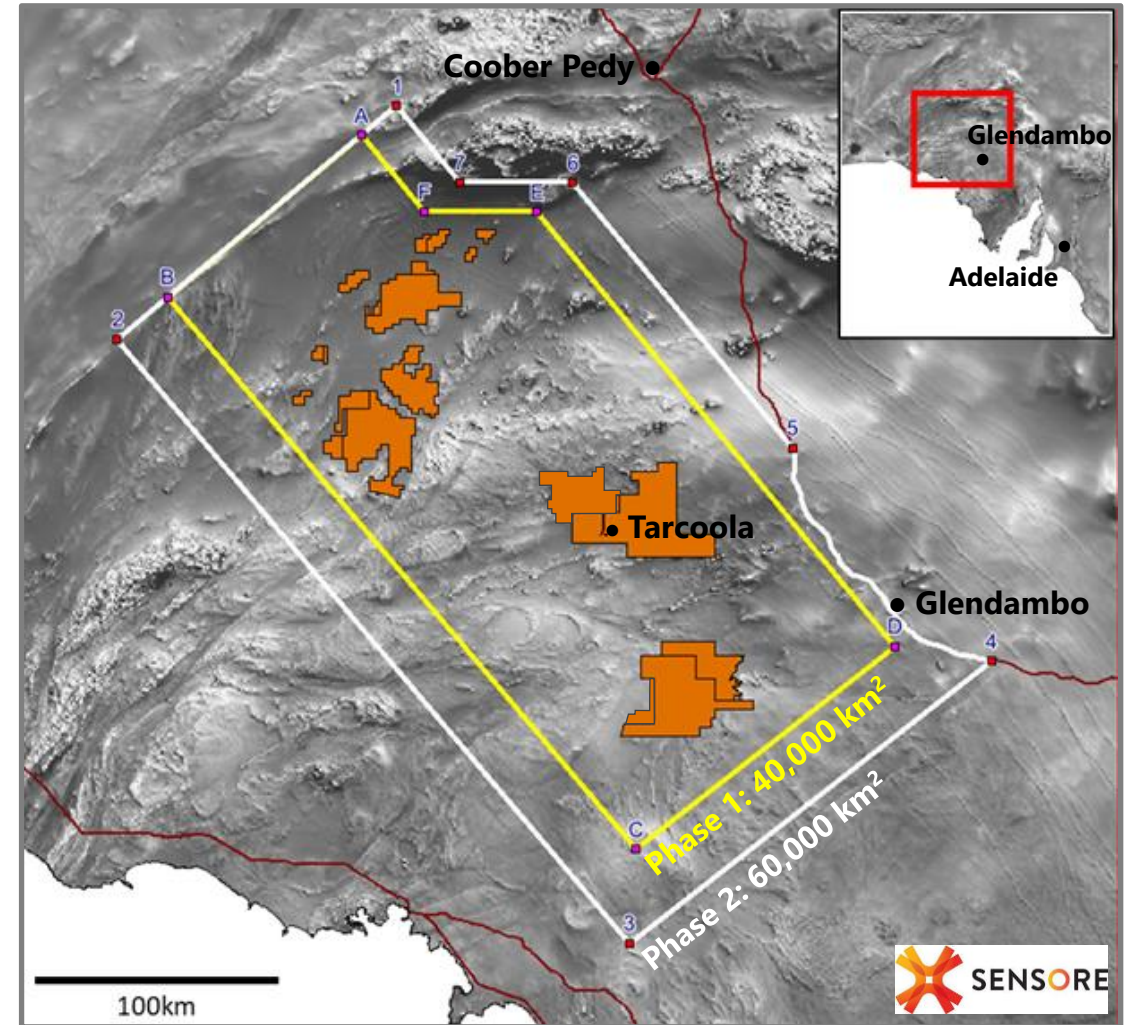 Coober Pedy
Glendambo
Adelaide
1
A
7
6
F
E
B
2
5
Tarcoola
Glendambo
D
4
Phase 1: 40,000 km²
C
Phase 2: 60,000 km²
3
100km
SENSORE